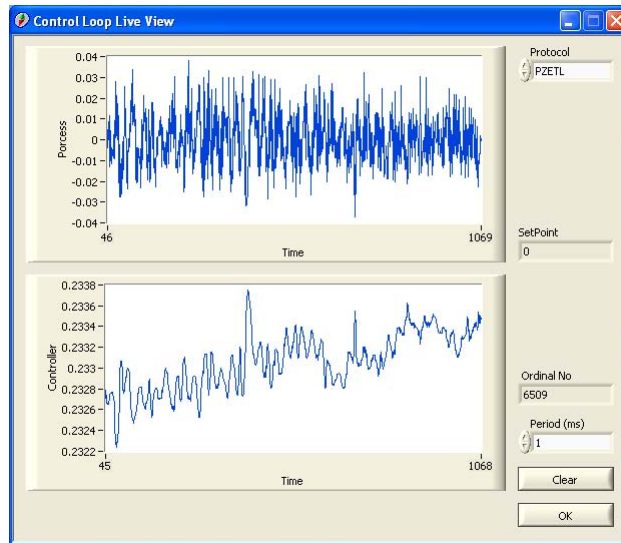 Control Loop Live View
Protocol
PZETL
0.04
0.03
0.02
0.01
0
-0.01
-0.02
-0.03
-0.04
Porcess
46
1069
Time
SetPoint
0
0.2338
0.2336
0.2334
0.2332
0.233
0.2328
0.2326
0.2324
0.2222
Controller
45
1068
Time
Ordinal No
6509
Period (ms)
1
Clear
OK